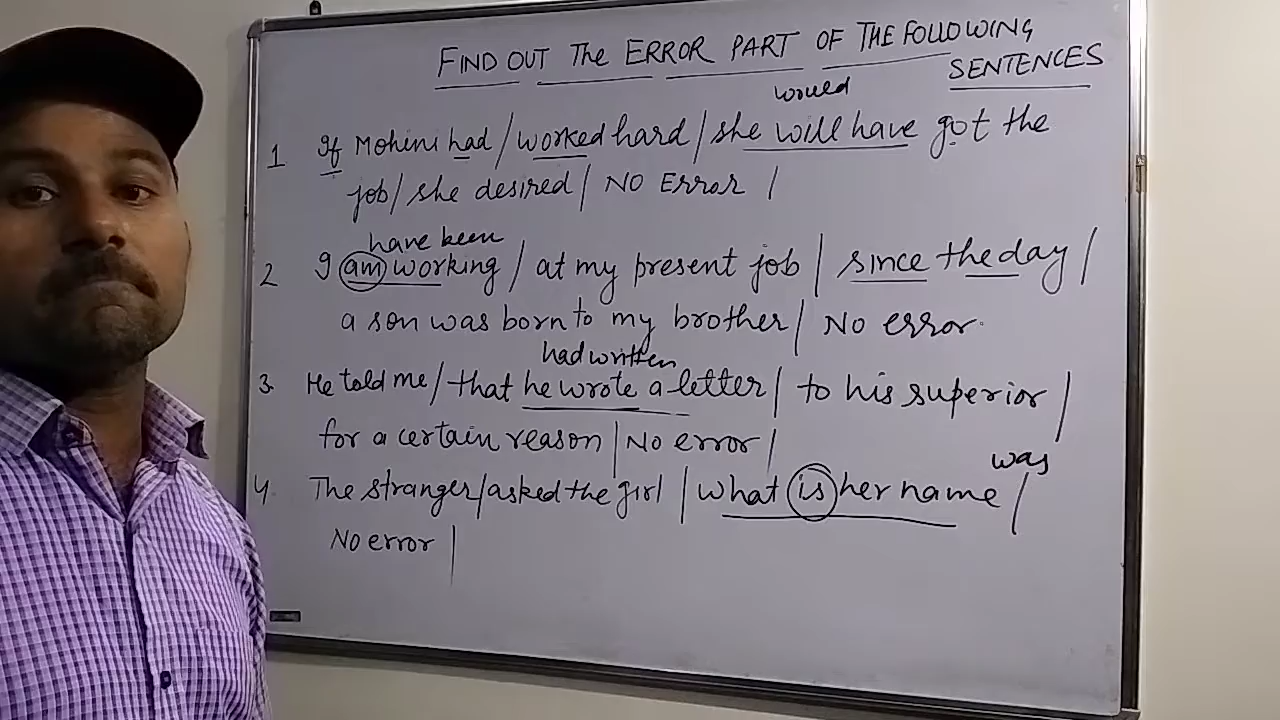 FIND OUT The ERROR PART OF THE FOLLOWING
SENTENCES
would
1 If Mohini had / worked hard / she will have got the
job / she desired / NO Error /
have been
2 I am working / at my present job / since the day /
a son was born to my brother / No error.
had written
3. He told me / that he wrote a letter / to his superior /
for a certain reason / No error /
was
4. The stranger / asked the girl / what is her name /
No error /